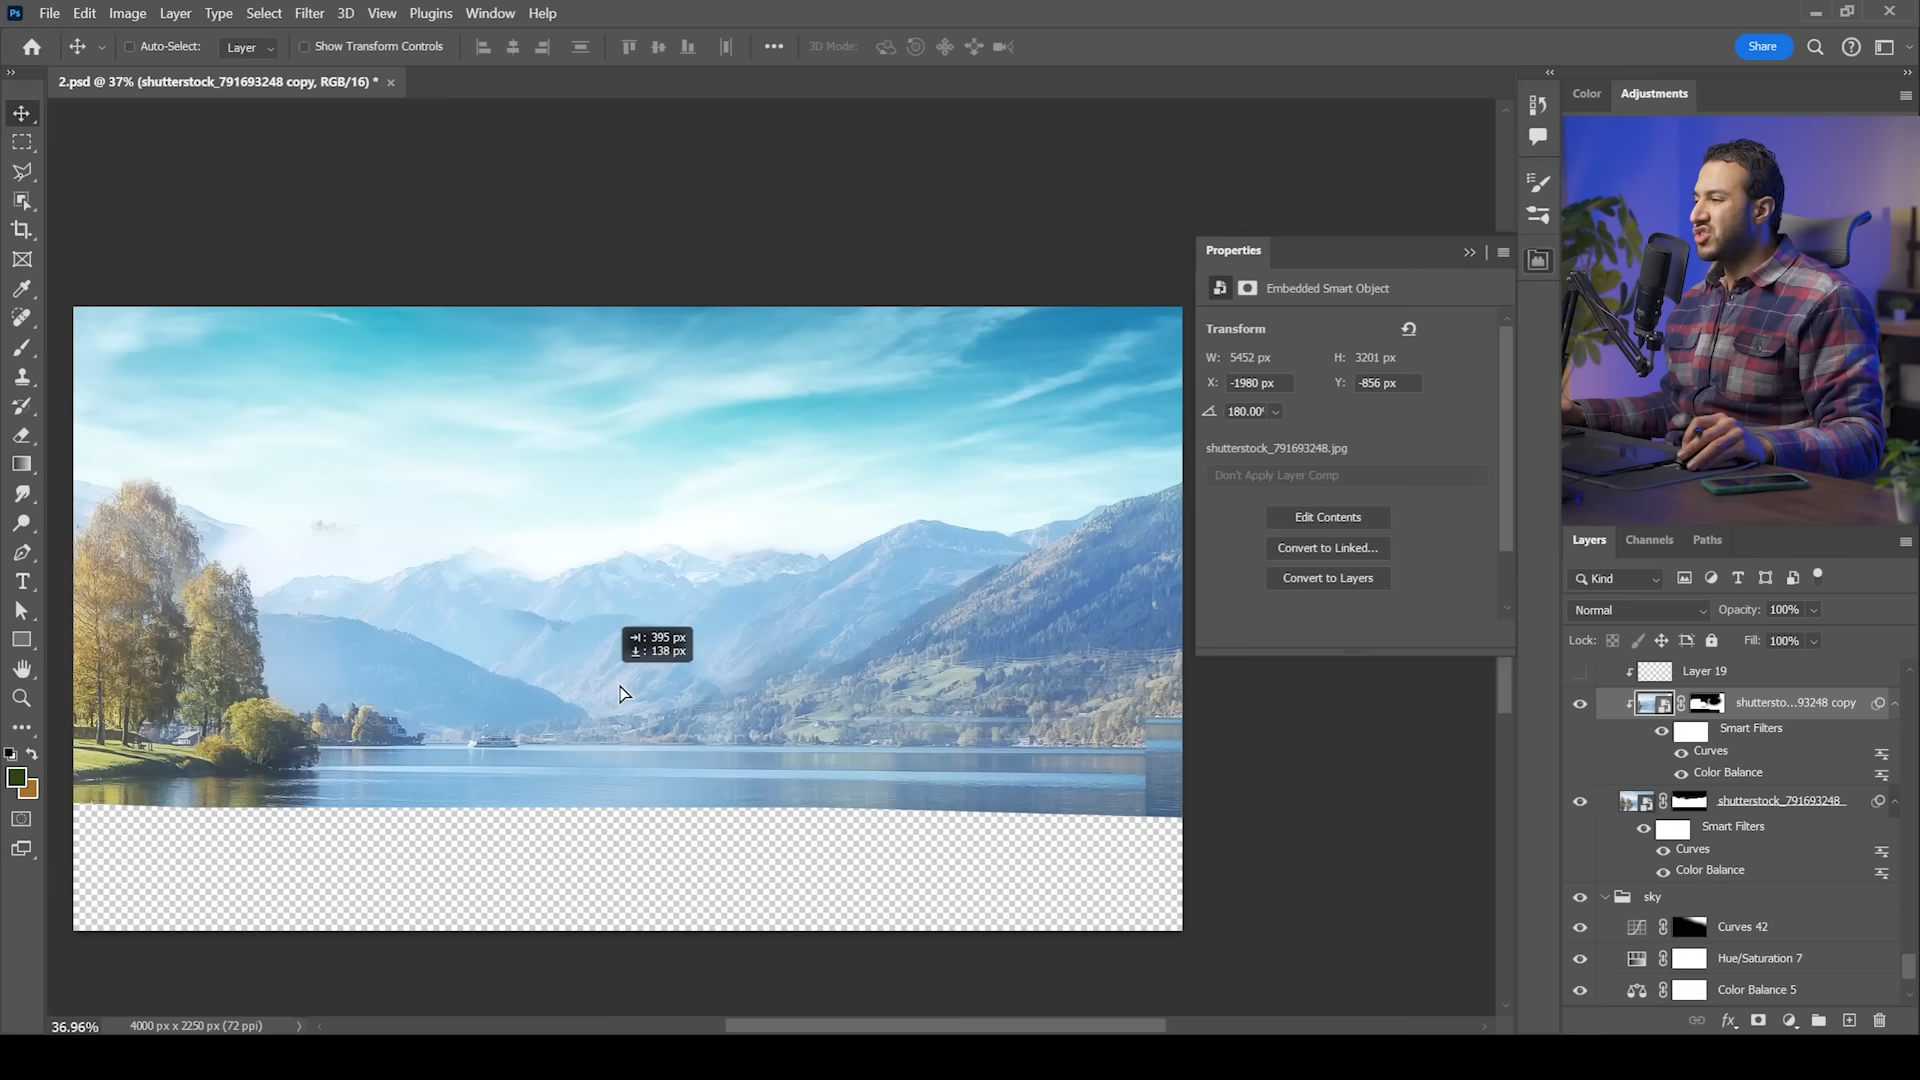 Ps File Edit Image Layer Type Select Filter 3D View Plugins Window Help
Auto-Select: Layer Show Transform Controls 3D Mode: Share
2.psd @ 37% (shutterstock_791693248 copy, RGB/16) *
Color Adjustments
Properties
Embedded Smart Object
Transform
W: 5452 px H: 3201 px
X: -1980 px Y: -856 px
180.00°
shutterstock_791693248.jpg
Don't Apply Layer Comp
Edit Contents
Convert to Linked...
Convert to Layers
: 395 px
: 138 px
Layers Channels Paths
Kind
Normal Opacity: 100%
Lock: Fill: 100%
Layer 19
shuttersto...93248 copy
Smart Filters
Curves
Color Balance
shutterstock_791693248
Smart Filters
Curves
Color Balance
sky
Curves 42
Hue/Saturation 7
Color Balance 5
fx
36.96% 4000 px x 2250 px (72 ppi)